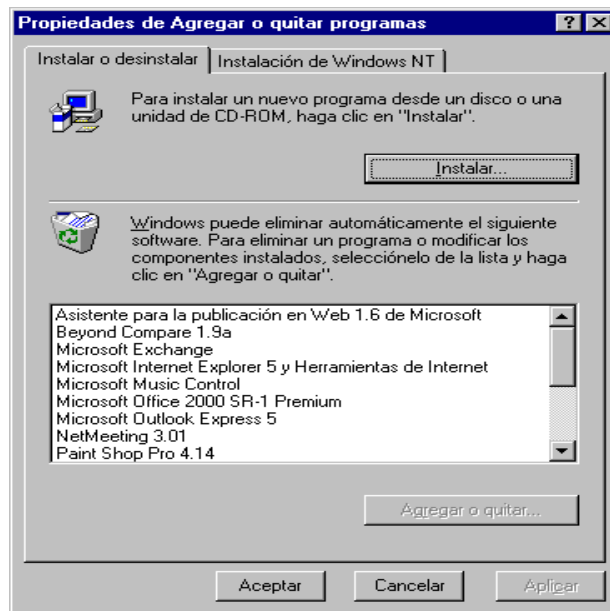 Propiedades de Agregar o quitar programas
Instalar o desinstalar
Instalación de Windows NT
Para instalar un nuevo programa desde un disco o una
unidad de CD-ROM, haga clic en "Instalar".
Instalar...
Windows puede eliminar automáticamente el siguiente
software. Para eliminar un programa o modificar los
componentes instalados, selecciónelo de la lista y haga
clic en "Agregar o quitar".
Asistente para la publicación en Web 1.6 de Microsoft
Beyond Compare 1.9a
Microsoft Exchange
Microsoft Internet Explorer 5 y Herramientas de Internet
Microsoft Music Control
Microsoft Office 2000 SR-1 Premium
Microsoft Outlook Express 5
NetMeeting 3.01
Paint Shop Pro 4.14
Agregar o quitar...
Aceptar
Cancelar
Aplicar